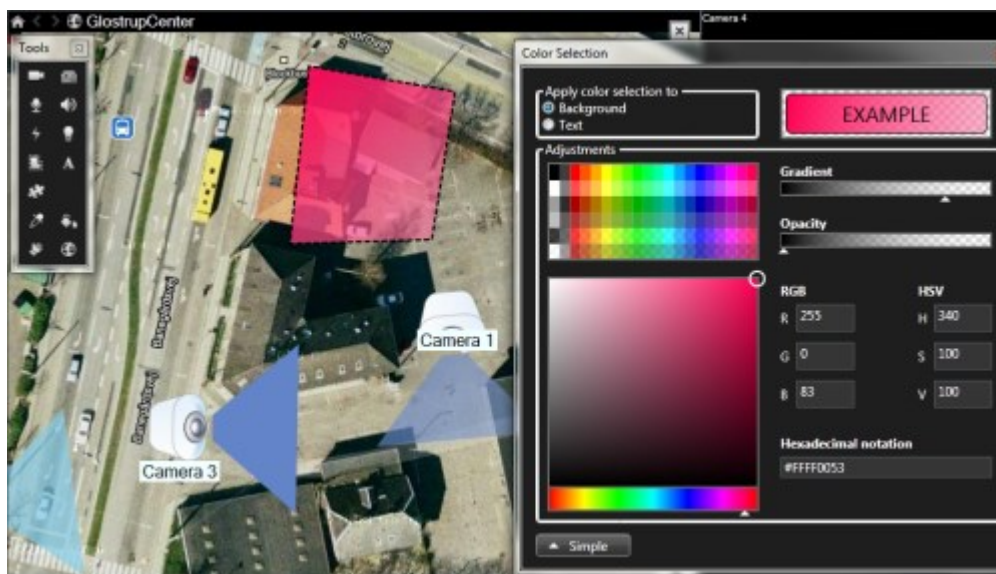 GlostrupCenter
Camera 4
Tools
A
Camera 1
Camera 3
Color Selection
Apply color selection to
Background
Text
EXAMPLE
Adjustments
Gradient
Opacity
RGB
HSV
R 255
H 340
G 0
S 100
B 83
V 100
Hexadecimal notation
#FFFF0053
Simple